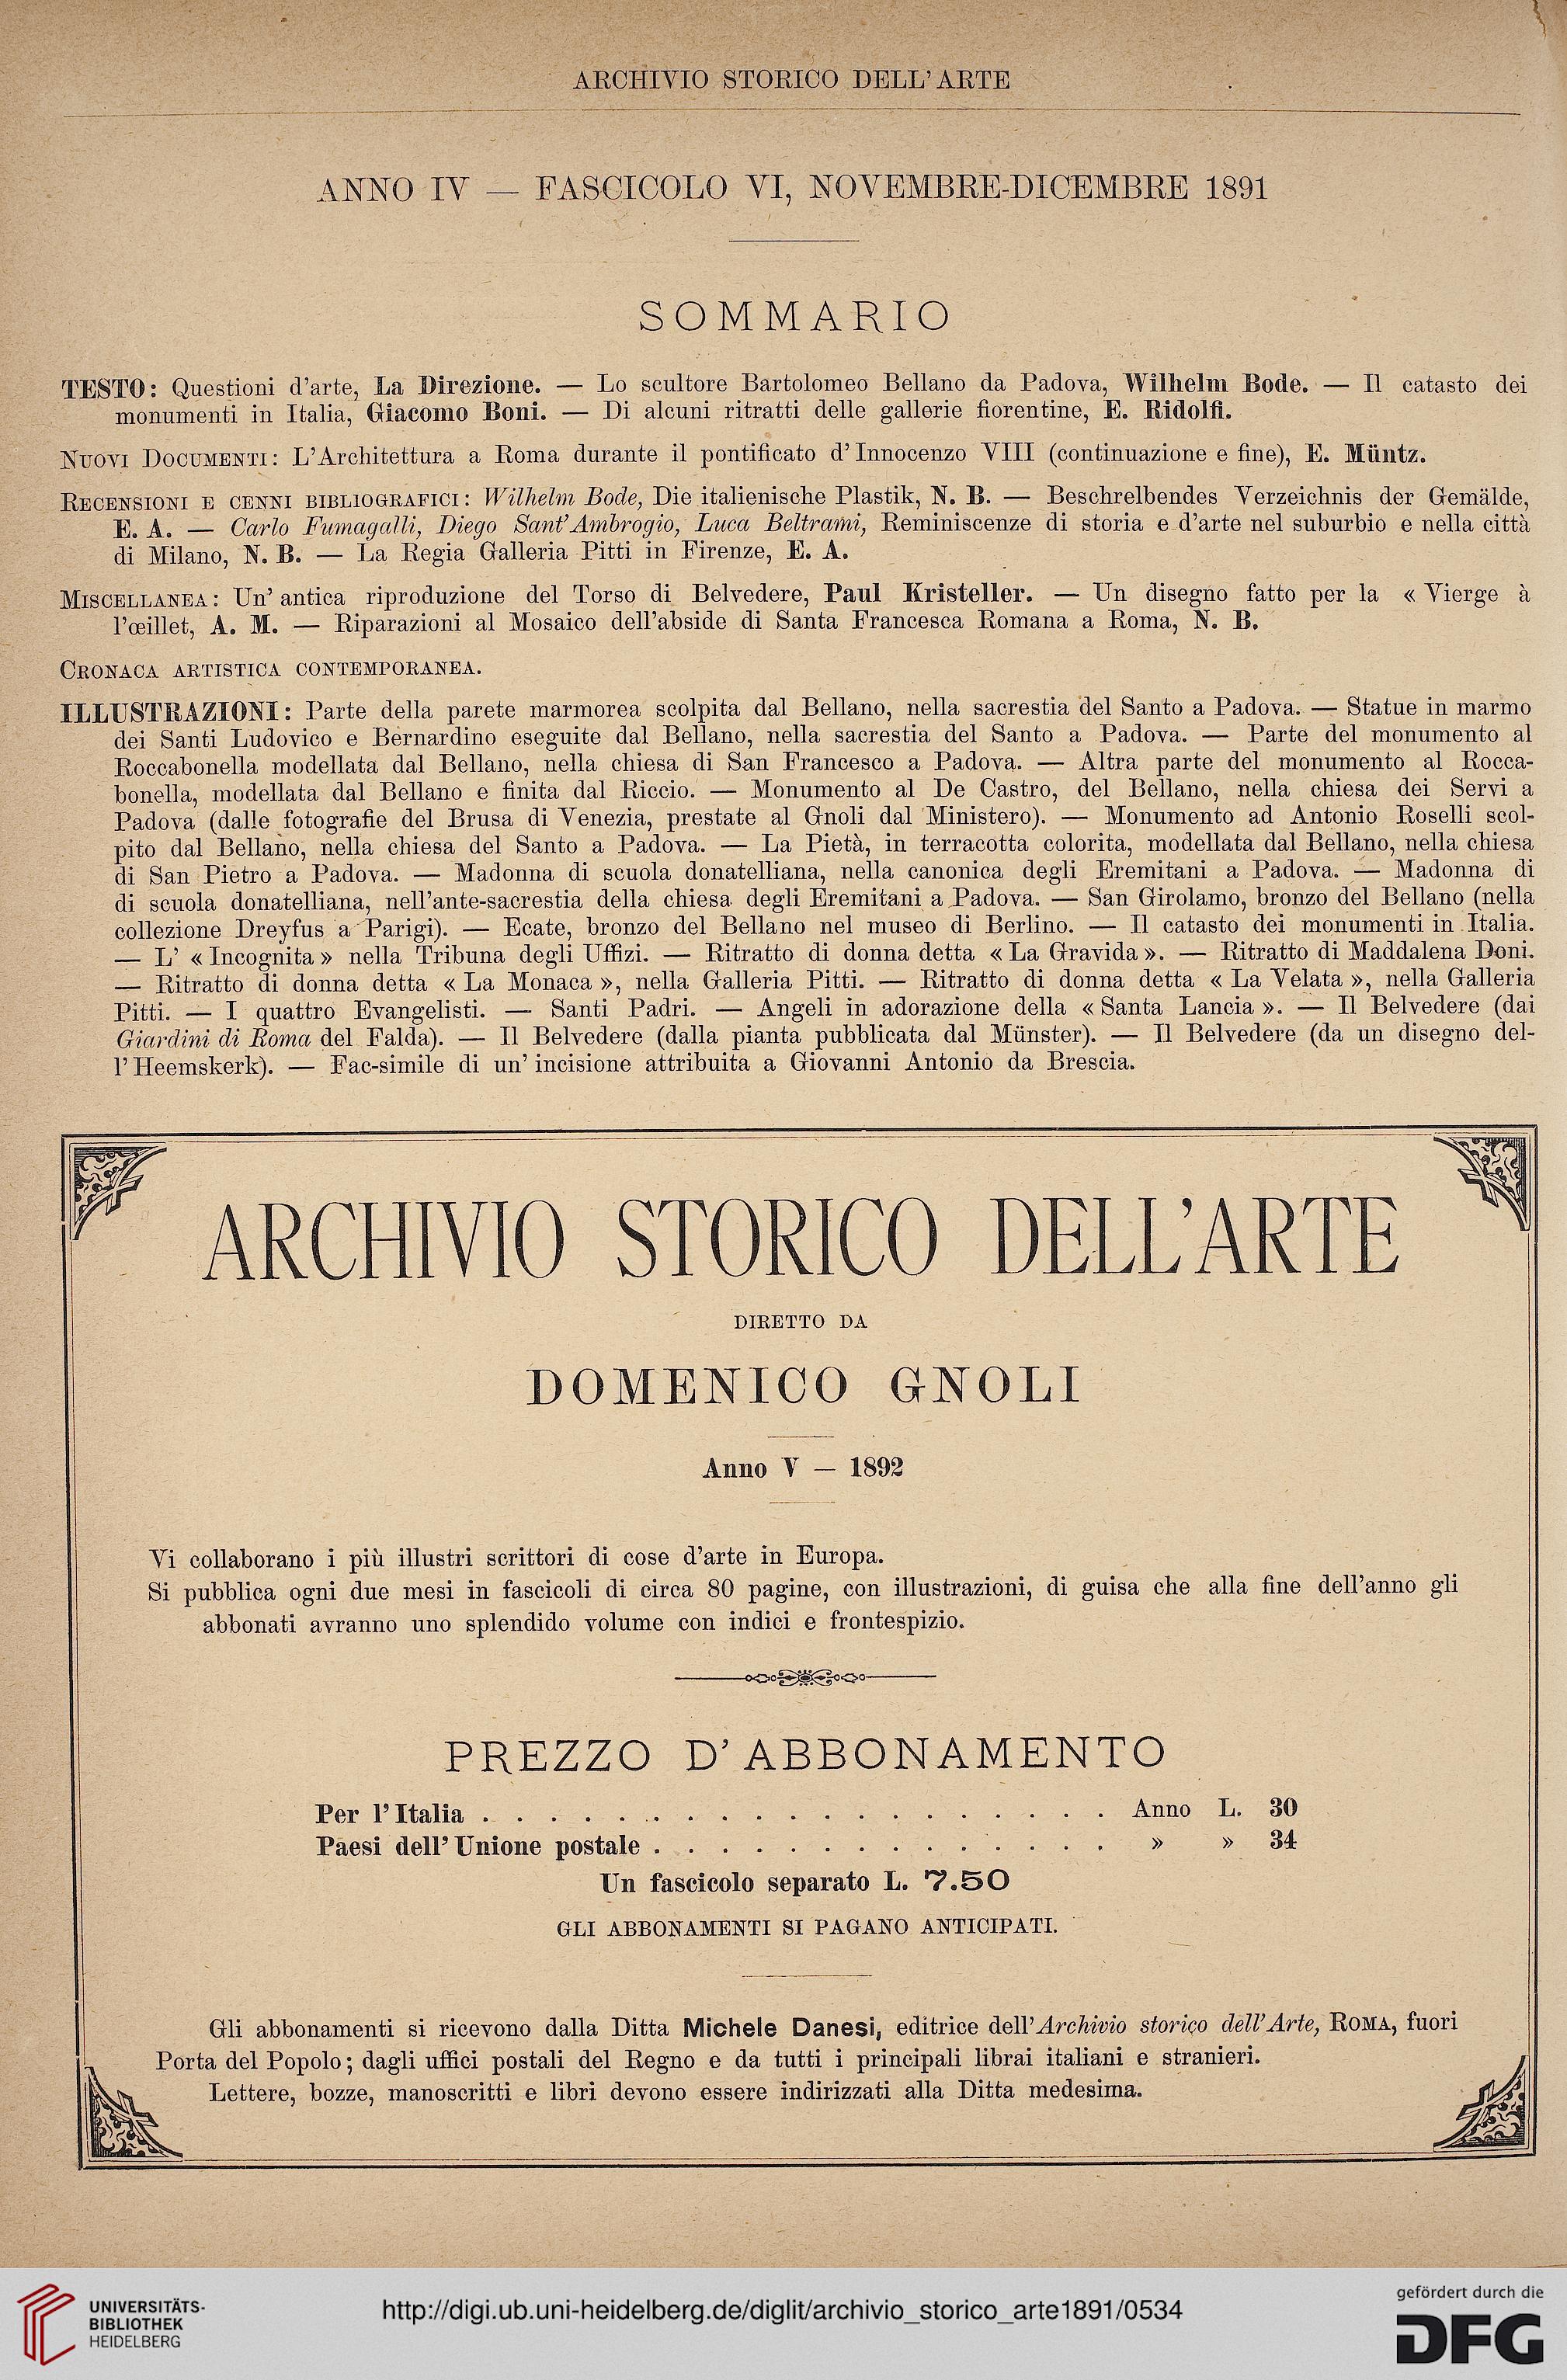 ARCHIVIO STORICO DELL'ARTE
ANNO IV — FASCICOLO VI, NOVEMBRE-DICEMBRE 1891
SOMMARIO
TESTO: Questioni d'arte, La Direzione. — Lo scultore Bartolomeo Bellano da Padova, Wilhelm Bode. — Il catasto dei
monumenti in Italia, Giacomo Boni. — Di alcuni ritratti delle gallerie fiorentine, E. Ridolfi.
NUOVI DOCUMENTI: L'Architettura a Roma durante il pontificato d'Innocenzo VIII (continuazione e fine), E. Müntz.
RECENSIONI E CENNI BIBLIOGRAFICI: Wilhelm Bode, Die italienische Plastik, N. B. — Beschrelbendes Verzeichnis der Gemälde,
E. A. — Carlo Fumagalli, Diego Sant'Ambrogio, Luca Beltrami, Reminiscenze di storia e d'arte nel suburbio e nella città
di Milano, N. B. — La Regia Galleria Pitti in Firenze, E. A.
MISCELLANEA: Un' antica riproduzione del Torso di Belvedere, Paul Kristeller. — Un disegno fatto per la « Vierge à
l'œillet, A. M. — Riparazioni al Mosaico dell'abside di Santa Francesca Romana a Roma, N. B.
CRONACA ARTISTICA CONTEMPORANEA.
ILLUSTRAZIONI: Parte della parete marmorea scolpita dal Bellano, nella sacrestia del Santo a Padova. — Statue in marmo
dei Santi Ludovico e Bernardino eseguite dal Bellano, nella sacrestia del Santo a Padova. — Parte del monumento al
Roccabonella modellata dal Bellano, nella chiesa di San Francesco a Padova. — Altra parte del monumento al Rocca-
bonella, modellata dal Bellano e finita dal Riccio. — Monumento al De Castro, del Bellano, nella chiesa dei Servi a
Padova (dalle fotografie del Brusa di Venezia, prestate al Gnoli dal Ministero). — Monumento ad Antonio Roselli scol-
pito dal Bellano, nella chiesa del Santo a Padova. — La Pietà, in terracotta colorita, modellata dal Bellano, nella chiesa
di San Pietro a Padova. — Madonna di scuola donatelliana, nella canonica degli Eremitani a Padova. — Madonna di
di scuola donatelliana, nell'ante-sacrestia della chiesa degli Eremitani a Padova. — San Girolamo, bronzo del Bellano (nella
collezione Dreyfus a Parigi). — Ecate, bronzo del Bellano nel museo di Berlino. — Il catasto dei monumenti in Italia.
— L' « Incognita » nella Tribuna degli Uffizi. — Ritratto di donna detta « La Gravida ». — Ritratto di Maddalena Doni.
— Ritratto di donna detta « La Monaca », nella Galleria Pitti. — Ritratto di donna detta « La Velata », nella Galleria
Pitti. — I quattro Evangelisti. — Santi Padri. — Angeli in adorazione della « Santa Lancia ». — Il Belvedere (dai
Giardini di Roma del Falda). — Il Belvedere (dalla pianta pubblicata dal Münster). — Il Belvedere (da un disegno del-
l'Heemskerk). — Fac-simile di un' incisione attribuita a Giovanni Antonio da Brescia.
ARCHIVIO STORICO DELL'ARTE
DIRETTO DA
DOMENICO GNOLI
Anno V — 1892
Vi collaborano i più illustri scrittori di cose d'arte in Europa.
Si pubblica ogni due mesi in fascicoli di circa 80 pagine, con illustrazioni, di guisa che alla fine dell'anno gli
abbonati avranno uno splendido volume con indici e frontespizio.
PREZZO D'ABBONAMENTO
Per l'Italia . . . . . . . . . . . . . . . . . . . Anno L. 30
Paesi dell'Unione postale . . . . . . . . . . . . . . » » 34
Un fascicolo separato L. 7.50
GLI ABBONAMENTI SI PAGANO ANTICIPATI.
Gli abbonamenti si ricevono dalla Ditta Michele Danesi, editrice dell'Archivio storico dell'Arte, ROMA, fuori
Porta del Popolo; dagli uffici postali del Regno e da tutti i principali librai italiani e stranieri.
Lettere, bozze, manoscritti e libri devono essere indirizzati alla Ditta medesima.
UNIVERSITÄTS-
BIBLIOTHEK
HEIDELBERG
http://digi.ub.uni-heidelberg.de/diglit/archivio_storico_arte1891/0534
gefördert durch die
DFG